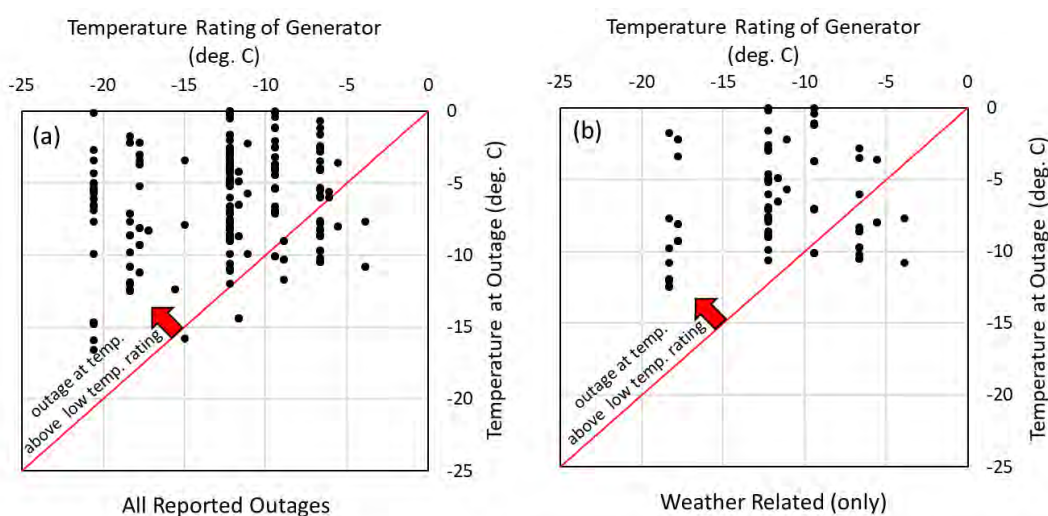 Temperature Rating of Generator
(deg. C)
-25 -20 -15 -10 -5 0
(a)
0
-5
-10
-15
-20
-25
Temperature at Outage (deg. C)
outage at temp.
above low temp. rating
All Reported Outages
Temperature Rating of Generator
(deg. C)
-25 -20 -15 -10 -5 0
(b)
0
-5
-10
-15
-20
-25
Temperature at Outage (deg. C)
outage at temp.
above low temp. rating
Weather Related (only)